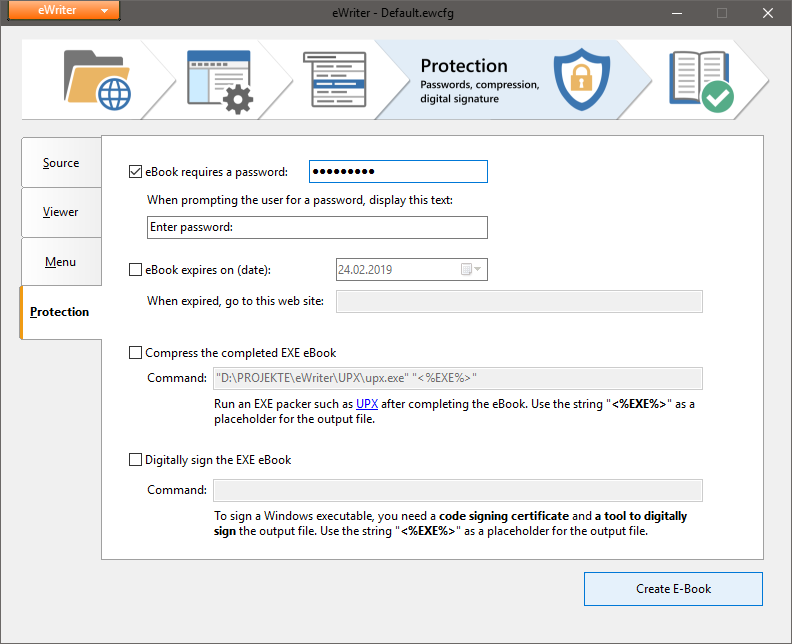 eWriter
eWriter - Default.ewcfg
Protection
Passwords, compression,
digital signature
Source
Viewer
Menu
Protection
eBook requires a password:
●●●●●●●●●
When prompting the user for a password, display this text:
Enter password:
eBook expires on (date):
24.02.2019
When expired, go to this web site:
Compress the completed EXE eBook
Command:
"D:\PROJEKTE\eWriter\UPX\upx.exe" "<%EXE%>"
Run an EXE packer such as UPX after completing the eBook. Use the string "<%EXE%>" as a
placeholder for the output file.
Digitally sign the EXE eBook
Command:
To sign a Windows executable, you need a code signing certificate and a tool to digitally
sign the output file. Use the string "<%EXE%>" as a placeholder for the output file.
Create E-Book